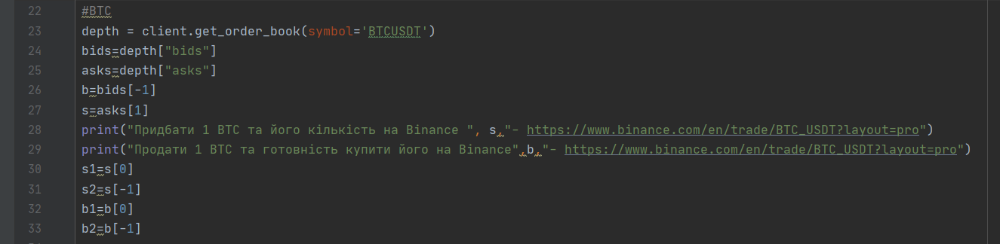 22 #BTC
23 depth = client.get_order_book(symbol='BTCUSDT')
24 bids=depth["bids"]
25 asks=depth["asks"]
26 b=bids[-1]
27 s=asks[1]
28 print("Придбати 1 BTC та його кількість на Binance ", s,"- https://www.binance.com/en/trade/BTC_USDT?layout=pro")
29 print("Продати 1 BTC та готовність купити його на Binance",b,"- https://www.binance.com/en/trade/BTC_USDT?layout=pro")
30 s1=s[0]
31 s2=s[-1]
32 b1=b[0]
33 b2=b[-1]